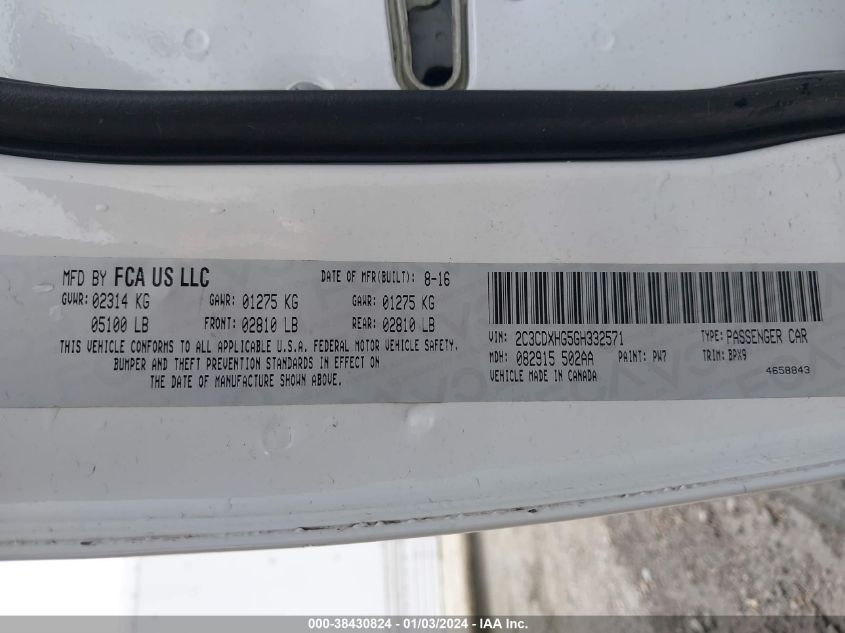 MFD BY FCA US LLC DATE OF MFR(BUILT): 8-16
GVWR: 02314 KG GAWR: 01275 KG GAWR: 01275 KG
05100 LB FRONT: 02810 LB REAR: 02810 LB
THIS VEHICLE CONFORMS TO ALL APPLICABLE U.S.A. FEDERAL MOTOR VEHICLE SAFETY,
BUMPER AND THEFT PREVENTION STANDARDS IN EFFECT ON
THE DATE OF MANUFACTURE SHOWN ABOVE.
VIN: 2C3CDXHG5GH332571 TYPE: PASSENGER CAR
MDH: 082915 502AA PAINT: PW7 TRIM: BPX9
VEHICLE MADE IN CANADA 4658843
000-38430824 - 01/03/2024 - IAA Inc.